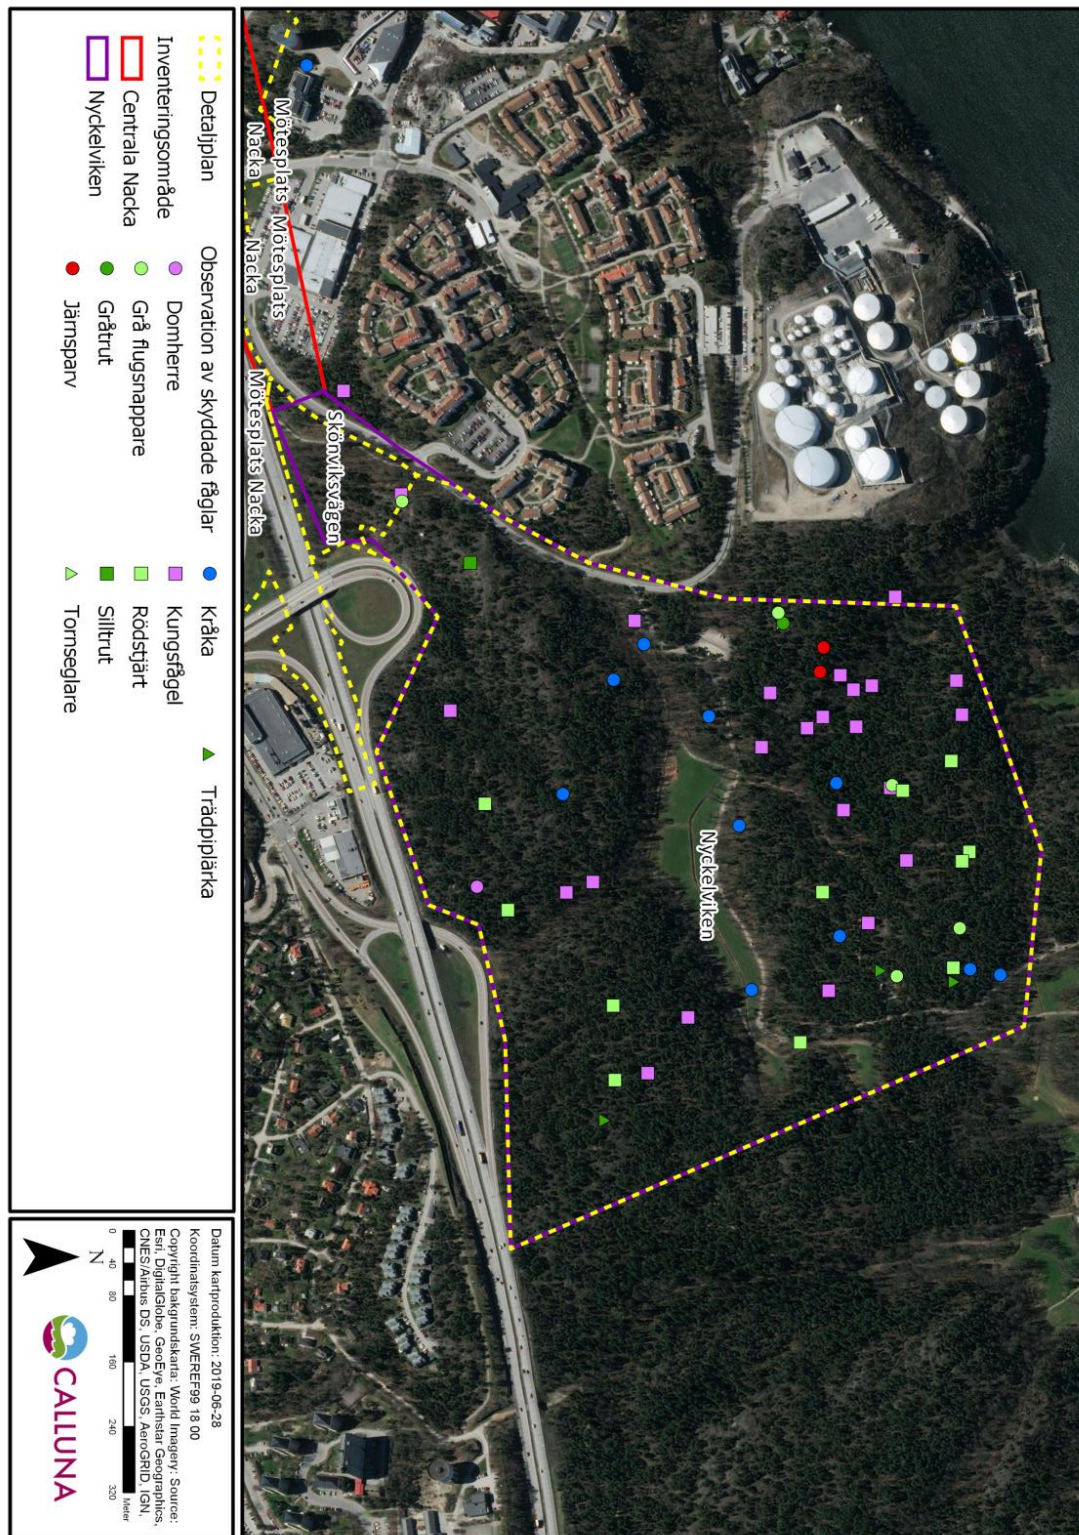 Mötesplats
Nacka
Mötesplats
Nacka
Mötesplats Nacka
Skönviksvägen
Nyckelviken
Detaljplan
Inventeringsområde
Centrala Nacka
Nyckelviken
Observation av skyddade fåglar
Domherre
Grå flugsnappare
Gråtrut
Järnsparv
Kråka
Kungsfågel
Rödstjärt
Silltrut
Tornseglare
Trädpiplärka
Datum kartproduktion: 2019-06-28
Koordinatsystem: SWEREF99 18 00
Copyright bakgrundskarta: World Imagery: Source:
Esri, DigitalGlobe, GeoEye, Earthstar Geographics,
CNES/Airbus DS, USDA, USGS, AeroGRID, IGN,
0 40 80 160 240 320
Meter
N
CALLUNA